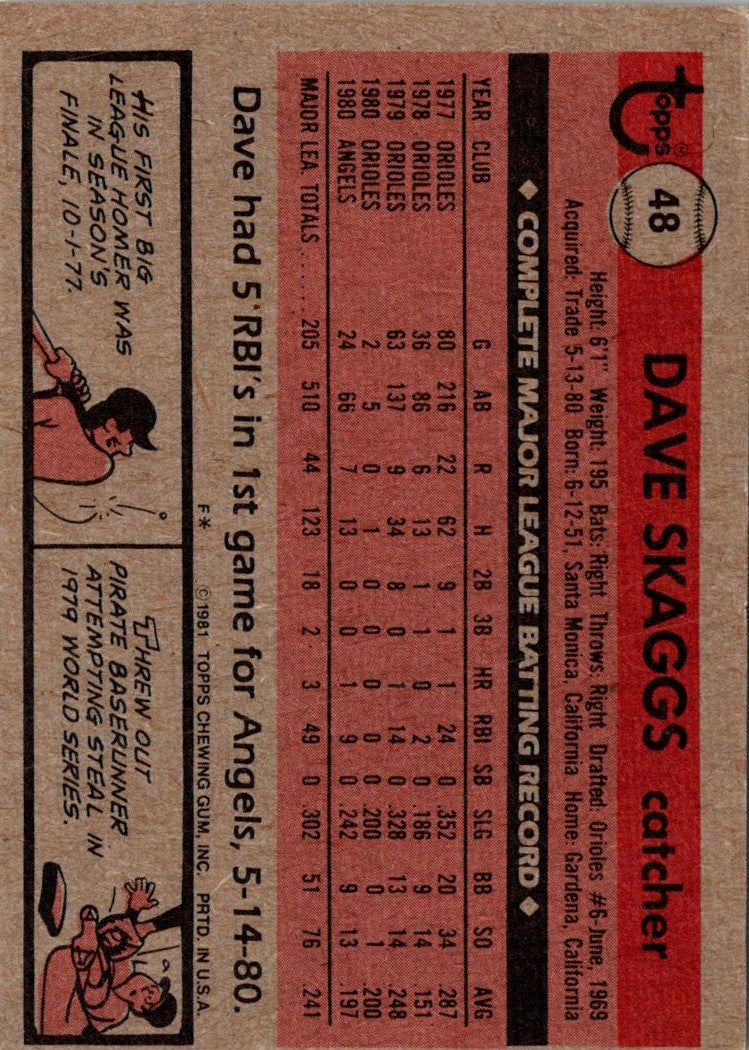 topps®
48
DAVE SKAGGS catcher
Height: 6'1" Weight: 195 Bats: Right Throws: Right Drafted: Orioles #6-June, 1969
Acquired: Trade 5-13-80 Born: 6-12-51, Santa Monica, California Home: Gardena, California
◆ COMPLETE MAJOR LEAGUE BATTING RECORD ◆
YEAR CLUB G AB R H 2B 3B HR RBI SB SLG BB SO AVG
1977 ORIOLES 80 216 22 62 9 1 1 24 0 .352 20 34 .287
1978 ORIOLES 36 86 6 13 1 1 0 2 0 .186 9 14 .151
1979 ORIOLES 63 137 9 34 8 0 1 14 0 .328 13 14 .248
1980 ORIOLES 2 5 0 1 0 0 0 0 0 .200 0 1 .200
1980 ANGELS 24 66 7 13 0 0 1 9 0 .242 9 13 .197
MAJOR LEA. TOTALS ...... 205 510 44 123 18 2 3 49 0 .302 51 76 .241
Dave had 5 RBI's in 1st game for Angels, 5-14-80.
F* © 1981 TOPPS CHEWING GUM, INC. PRTD. IN U.S.A.
HIS FIRST BIG
LEAGUE HOMER WAS
IN SEASON'S
FINALE, 10-1-77.
THREW OUT
PIRATE BASERUNNER
ATTEMPTING STEAL IN
1979 WORLD SERIES.